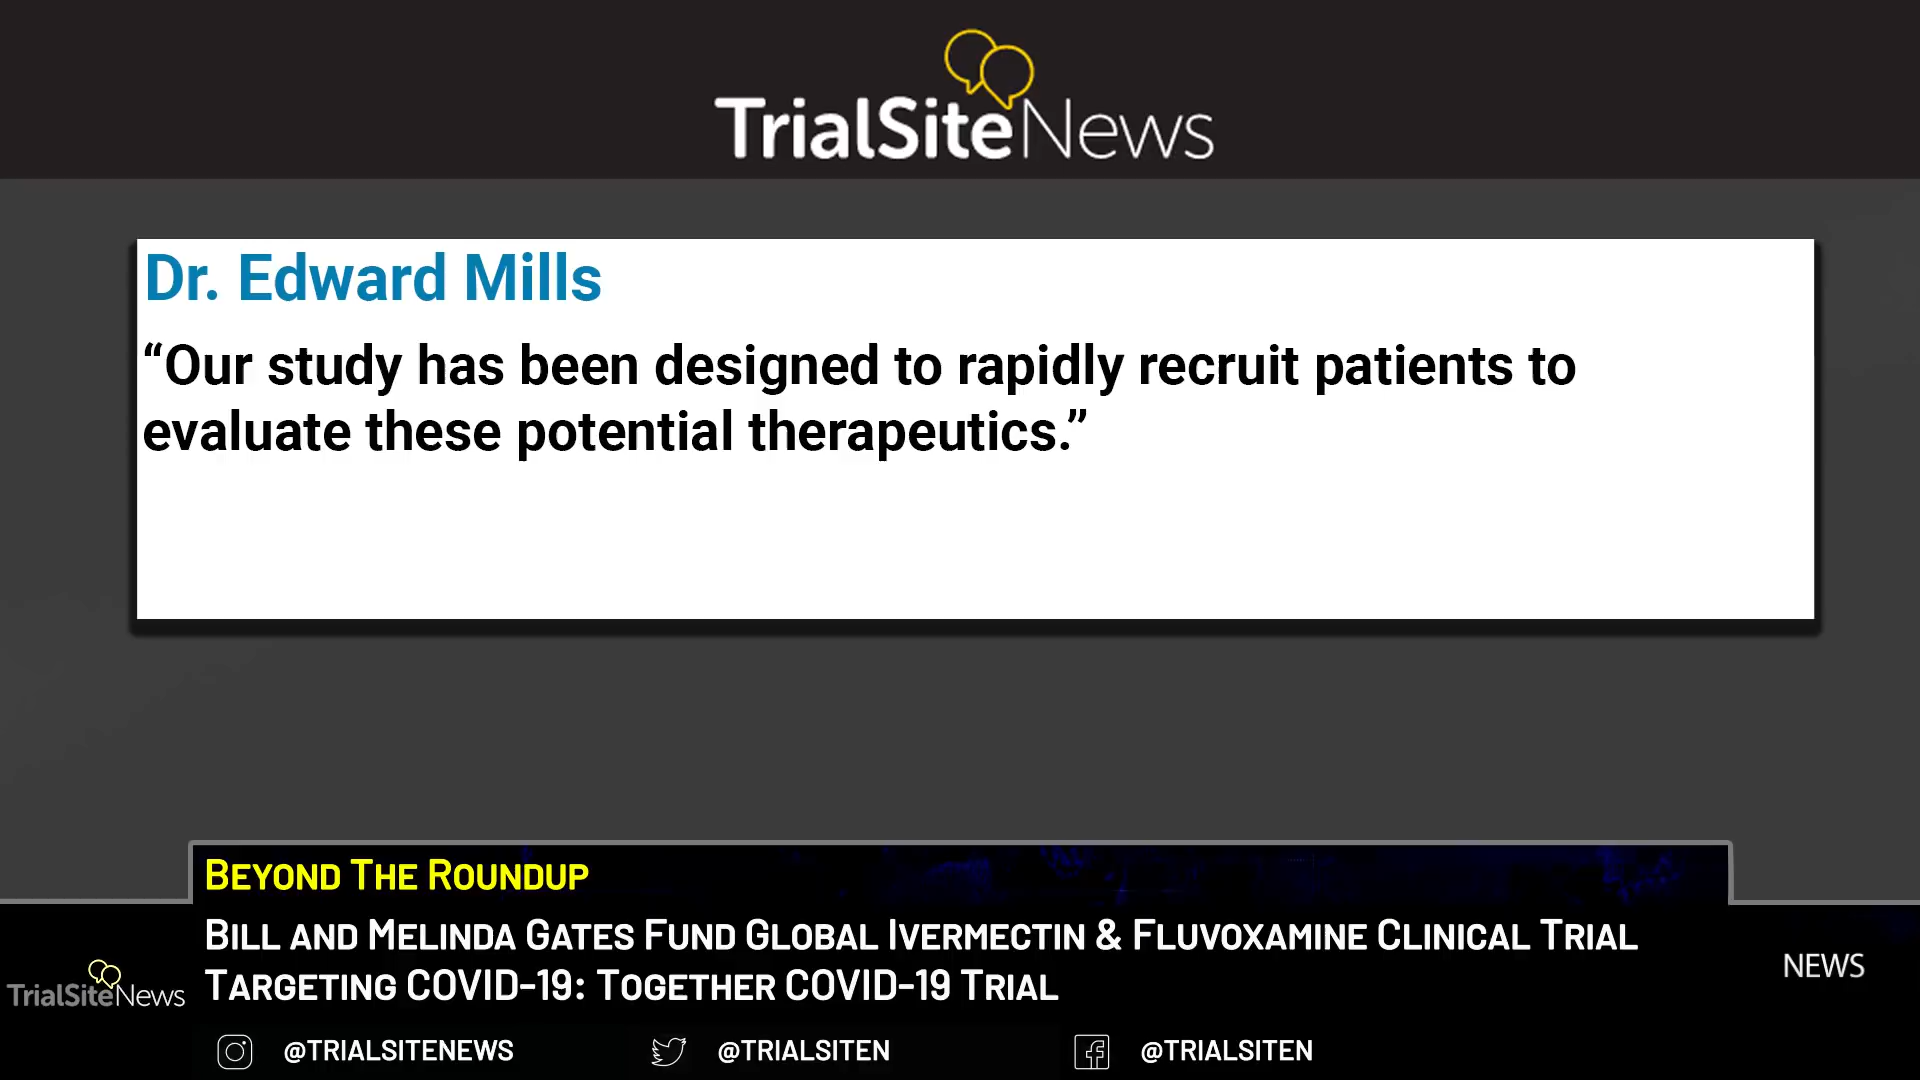 TrialSiteNews
Dr. Edward Mills
“Our study has been designed to rapidly recruit patients to
evaluate these potential therapeutics.”
BEYOND THE ROUNDUP
BILL AND MELINDA GATES FUND GLOBAL IVERMECTIN & FLUVOXAMINE CLINICAL TRIAL
TARGETING COVID-19: TOGETHER COVID-19 TRIAL
TrialSiteNews
NEWS
@TRIALSITENEWS
@TRIALSITEN
@TRIALSITEN